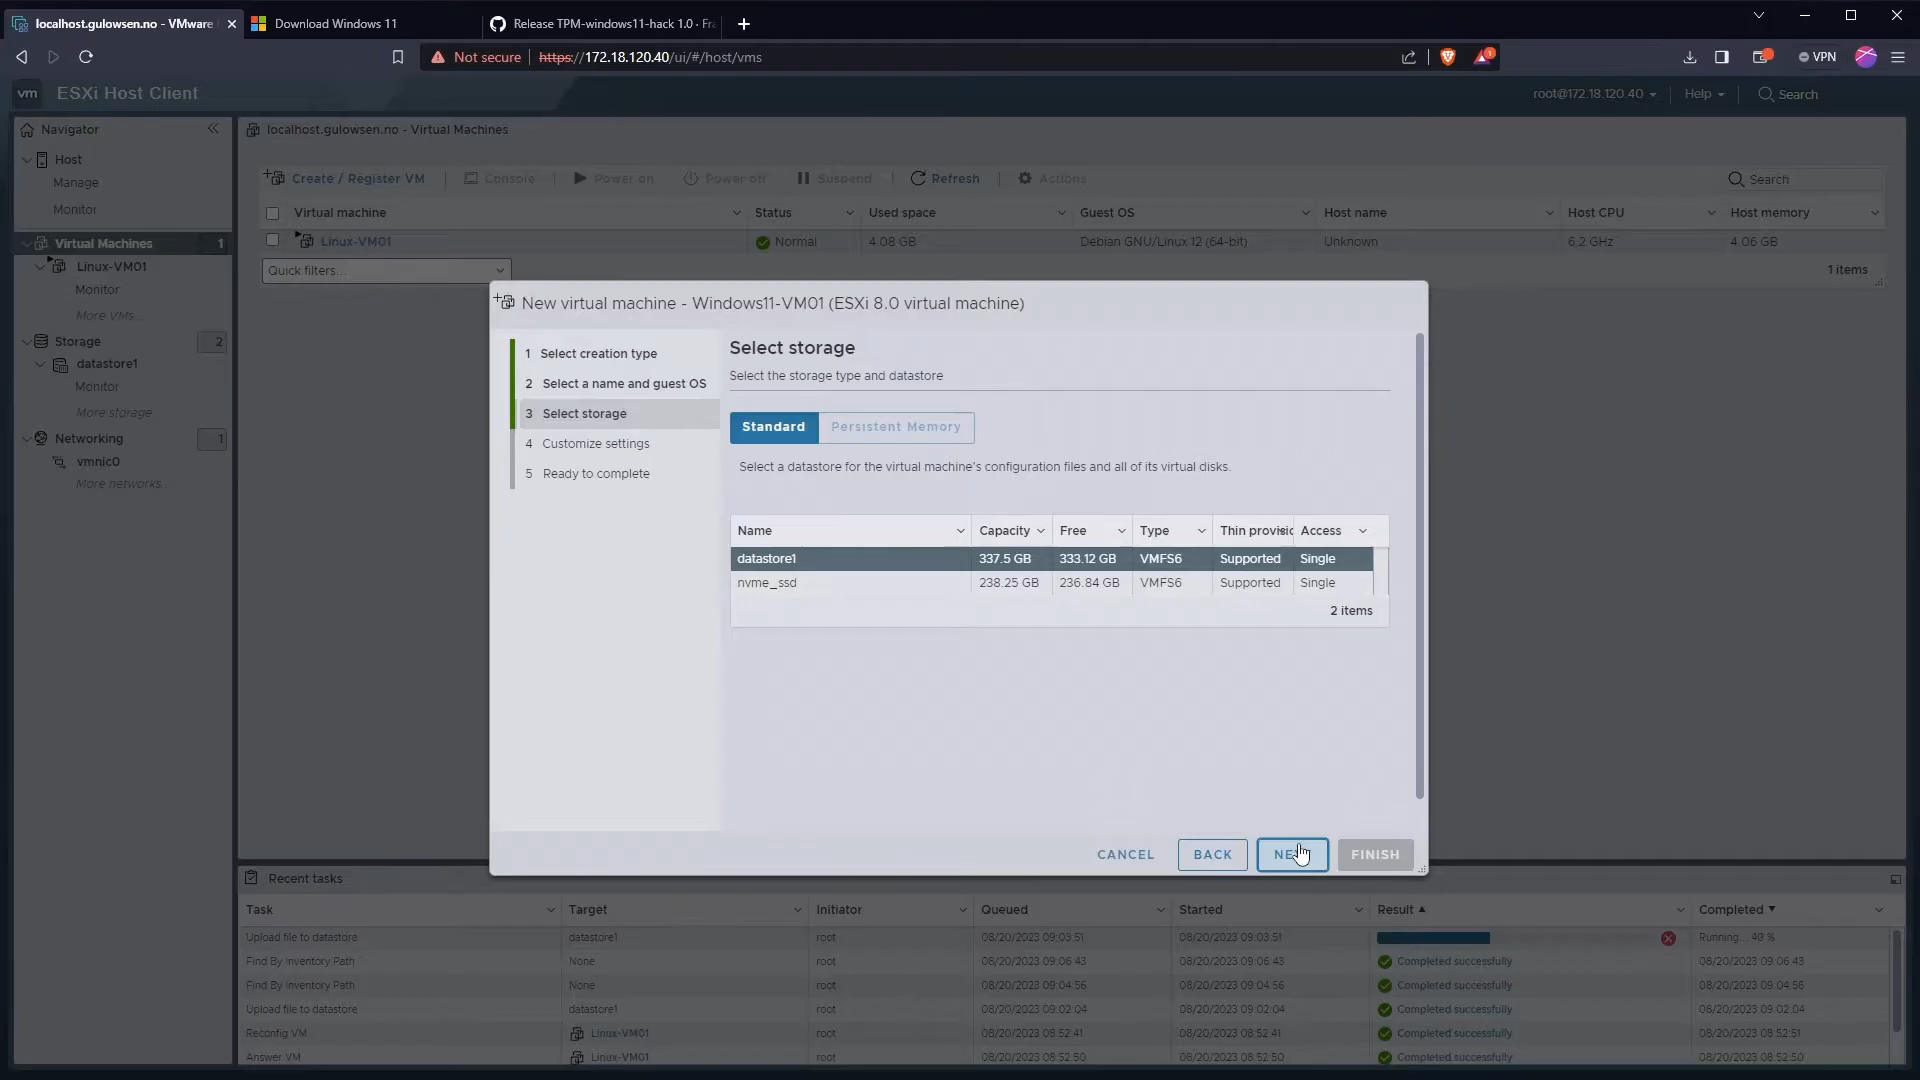 localhost.gulowsen.no - VMware
Download Windows 11
Release TPM-windows11-hack 1.0 · Fra
Not secure
https://172.18.120.40/ui/#/host/vms
1
VPN
vm
ESXi Host Client
root@172.18.120.40
Help
Search
Navigator
Host
Manage
Monitor
Virtual Machines
1
Linux-VM01
Monitor
More VMs...
Storage
2
datastore1
Monitor
More storage
Networking
1
vmnic0
More networks...
localhost.gulowsen.no - Virtual Machines
Create / Register VM
Console
Power on
Power off
Suspend
Refresh
Actions
Search
Virtual machine
Status
Used space
Guest OS
Host name
Host CPU
Host memory
Linux-VM01
Normal
4.08 GB
Debian GNU/Linux 12 (64-bit)
Unknown
6.2 GHz
4.06 GB
Quick filters...
1 items
New virtual machine - Windows11-VM01 (ESXi 8.0 virtual machine)
1 Select creation type
2 Select a name and guest OS
3 Select storage
4 Customize settings
5 Ready to complete
Select storage
Select the storage type and datastore
Standard
Persistent Memory
Select a datastore for the virtual machine's configuration files and all of its virtual disks.
Name
Capacity
Free
Type
Thin provisic
Access
datastore1
337.5 GB
333.12 GB
VMFS6
Supported
Single
nvme_ssd
238.25 GB
236.84 GB
VMFS6
Supported
Single
2 items
CANCEL
BACK
FINISH
Recent tasks
Task
Target
Initiator
Queued
Started
Result
Completed
Upload file to datastore
datastore1
root
08/20/2023 09:03:51
08/20/2023 09:03:51
Running... 40 %
Find By Inventory Path
None
root
08/20/2023 09:06:43
08/20/2023 09:06:43
Completed successfully
08/20/2023 09:06:43
Find By Inventory Path
None
root
08/20/2023 09:04:56
08/20/2023 09:04:56
Completed successfully
08/20/2023 09:04:56
Upload file to datastore
datastore1
root
08/20/2023 09:02:04
08/20/2023 09:02:04
Completed successfully
08/20/2023 09:02:04
Reconfig VM
Linux-VM01
root
08/20/2023 08:52:41
08/20/2023 08:52:41
Completed successfully
08/20/2023 08:52:51
Answer VM
Linux-VM01
root
08/20/2023 08:52:50
08/20/2023 08:52:50
Completed successfully
08/20/2023 08:52:50